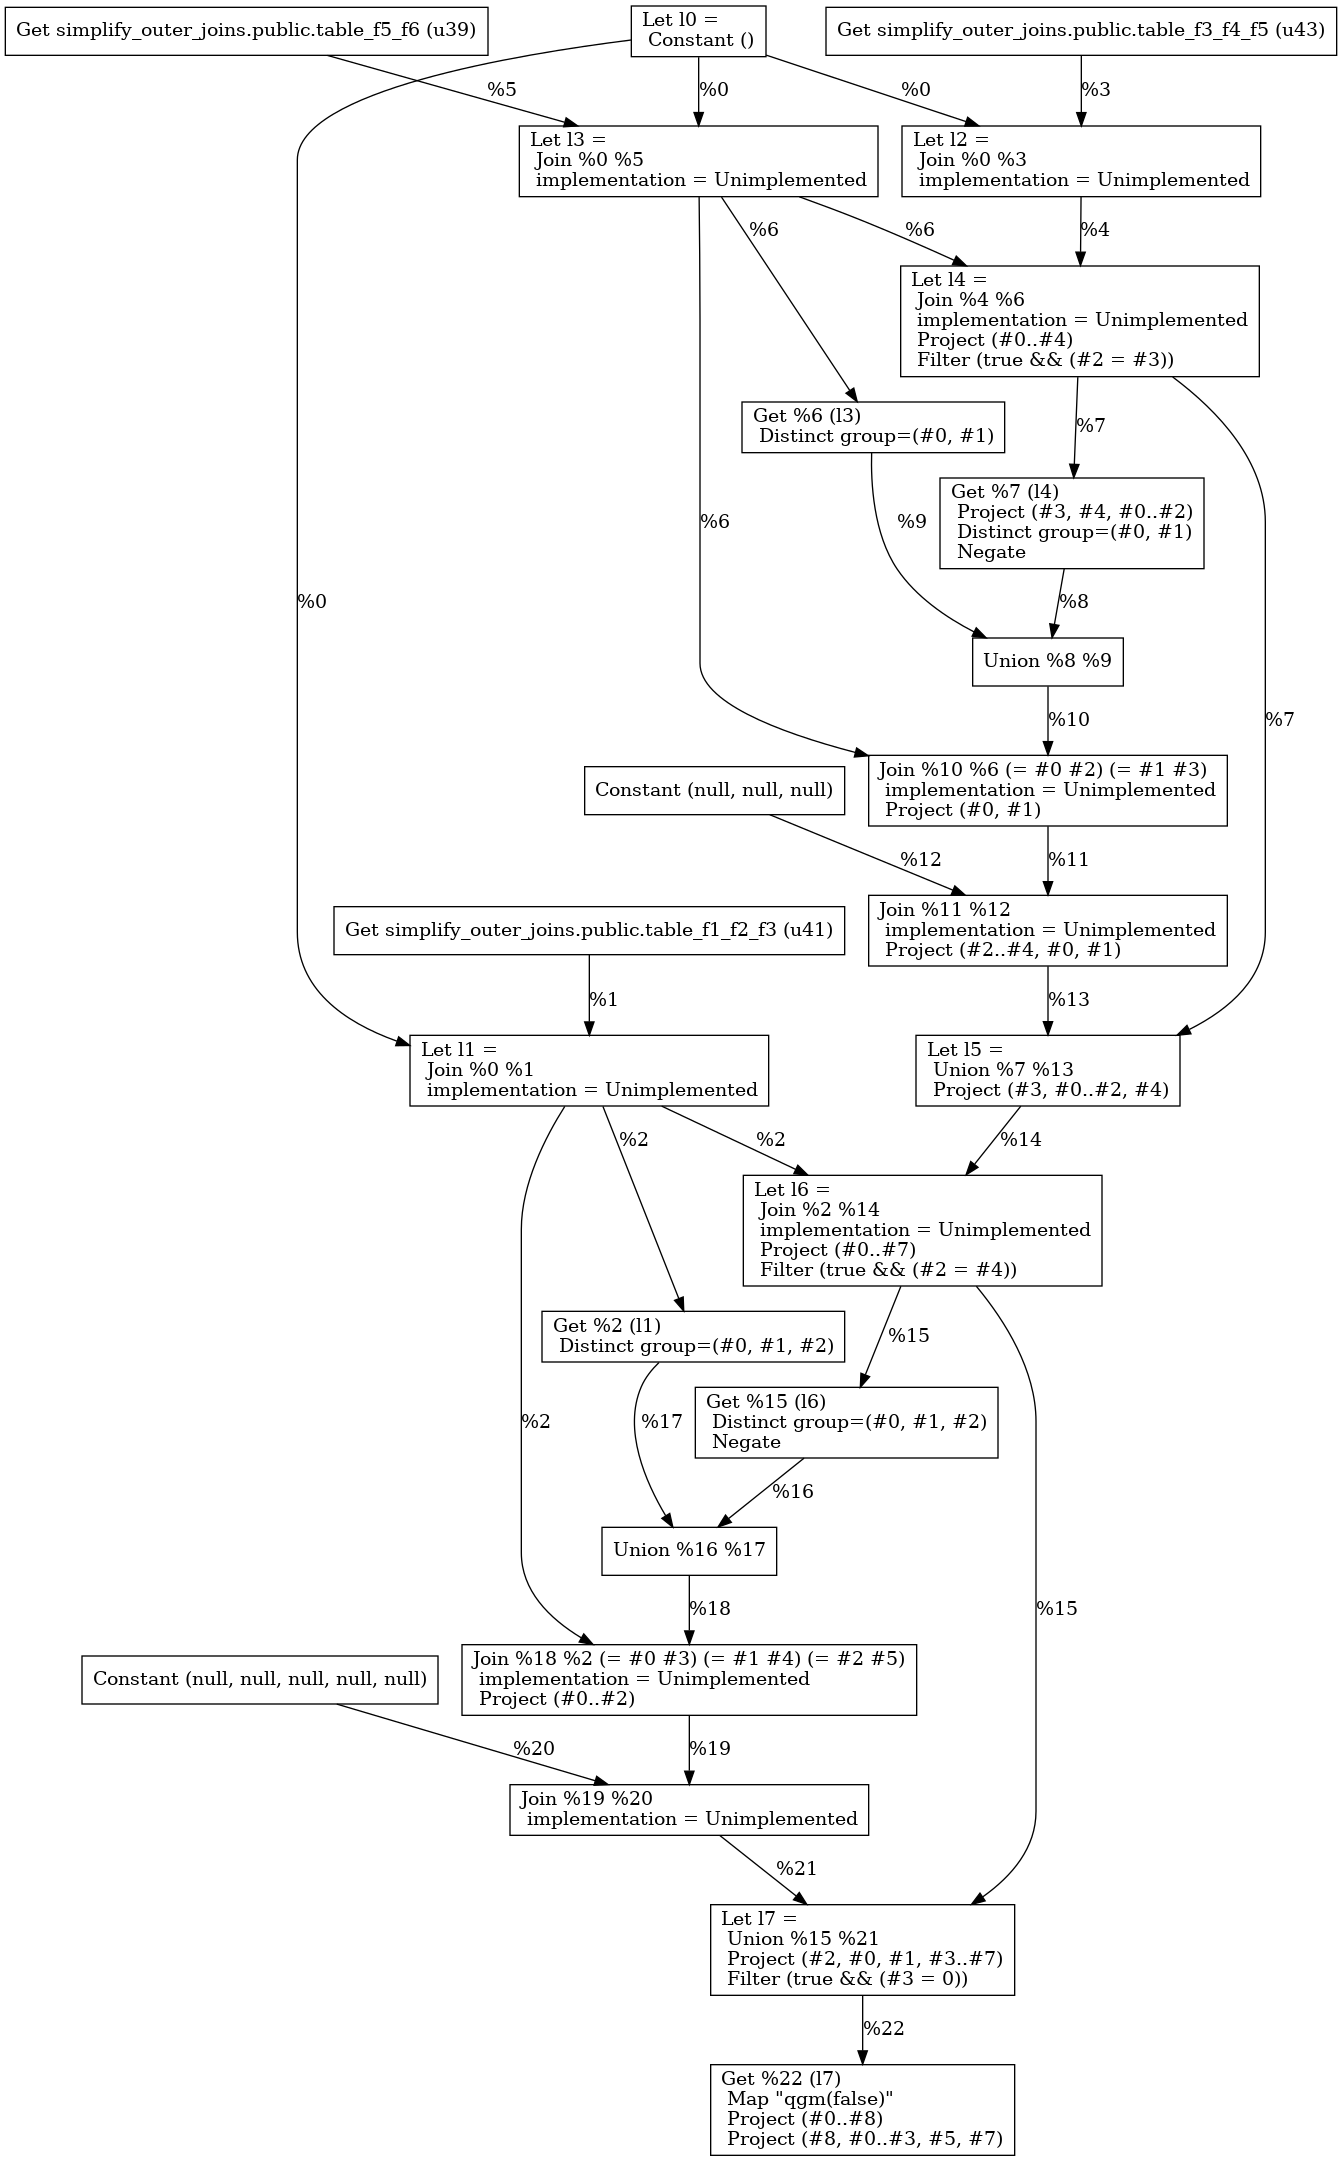 Get simplify_outer_joins.public.table_f5_f6 (u39)
Let l0 =
Constant ()
Get simplify_outer_joins.public.table_f3_f4_f5 (u43)
%5
%0
%0
%3
Let l3 =
Join %0 %5
implementation = Unimplemented
Let l2 =
Join %0 %3
implementation = Unimplemented
%6
%6
%4
Let l4 =
Join %4 %6
implementation = Unimplemented
Project (#0..#4)
Filter (true && (#2 = #3))
Get %6 (l3)
Distinct group=(#0, #1)
%7
Get %7 (l4)
Project (#3, #4, #0..#2)
Distinct group=(#0, #1)
Negate
%6
%9
%0
%8
Union %8 %9
%10
%7
Join %10 %6 (= #0 #2) (= #1 #3)
implementation = Unimplemented
Project (#0, #1)
Constant (null, null, null)
%12
%11
Join %11 %12
implementation = Unimplemented
Project (#2..#4, #0, #1)
Get simplify_outer_joins.public.table_f1_f2_f3 (u41)
%1
%13
Let l1 =
Join %0 %1
implementation = Unimplemented
Let l5 =
Union %7 %13
Project (#3, #0..#2, #4)
%2
%2
%14
Let l6 =
Join %2 %14
implementation = Unimplemented
Project (#0..#7)
Filter (true && (#2 = #4))
Get %2 (l1)
Distinct group=(#0, #1, #2)
%15
Get %15 (l6)
Distinct group=(#0, #1, #2)
Negate
%2
%17
%16
Union %16 %17
%18
%15
Join %18 %2 (= #0 #3) (= #1 #4) (= #2 #5)
implementation = Unimplemented
Project (#0..#2)
Constant (null, null, null, null, null)
%20
%19
Join %19 %20
implementation = Unimplemented
%21
Let l7 =
Union %15 %21
Project (#2, #0, #1, #3..#7)
Filter (true && (#3 = 0))
%22
Get %22 (l7)
Map "qgm(false)"
Project (#0..#8)
Project (#8, #0..#3, #5, #7)